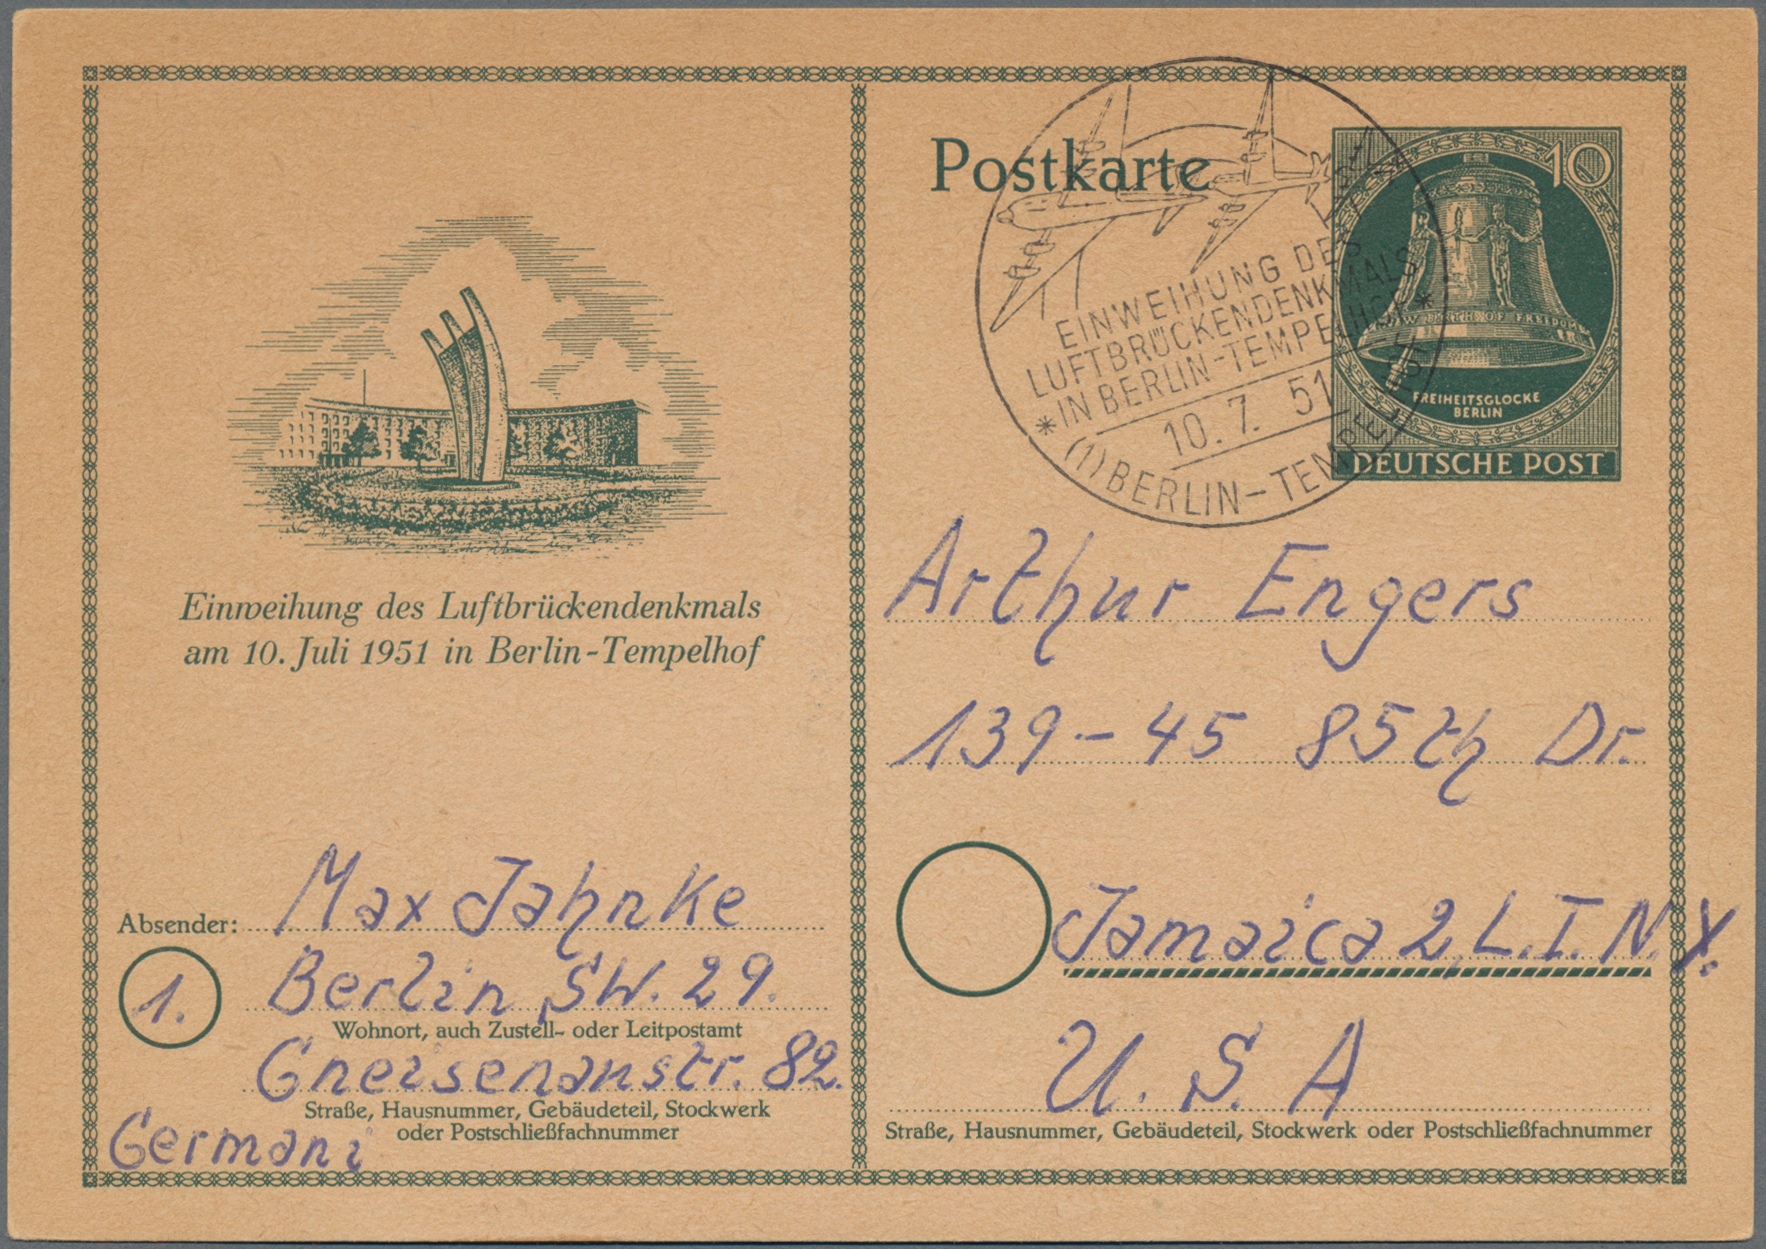 Einweihung des Luftbrückendenkmals
am 10. Juli 1951 in Berlin-Tempelhof
Absender: Max Jahnke
1. Berlin SW. 29.
Wohnort, auch Zustell- oder Leitpostamt
Gneisenaustr. 82.
Straße, Hausnummer, Gebäudeteil, Stockwerk
oder Postschließfachnummer
Germani
Postkarte
EINWEIHUNG DES
LUFTBRÜCKENDENKMALS
*IN BERLIN-TEMPELHOF*
10.7. 51
(1) BERLIN-TEMPELHOF
10
FREIHEITSGLOCKE
BERLIN
DEUTSCHE POST
Arthur Engers
139-45 85th Dr.
Jamaica 2, L.I. N.Y.
U.S.A
Straße, Hausnummer, Gebäudeteil, Stockwerk oder Postschließfachnummer